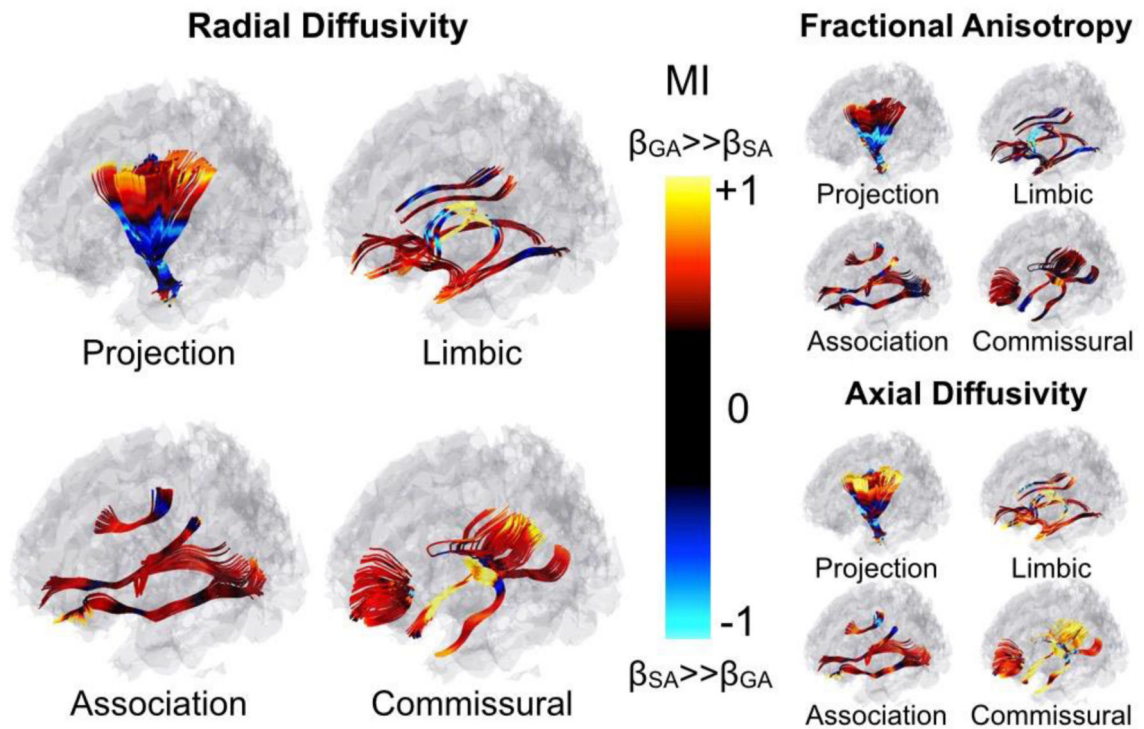 Radial Diffusivity
Projection
Limbic
Association
Commissural
MI
βGA>>βSA
+1
0
-1
βSA>>βGA
Fractional Anisotropy
Projection
Limbic
Association
Commissural
Axial Diffusivity
Projection
Limbic
Association
Commissural